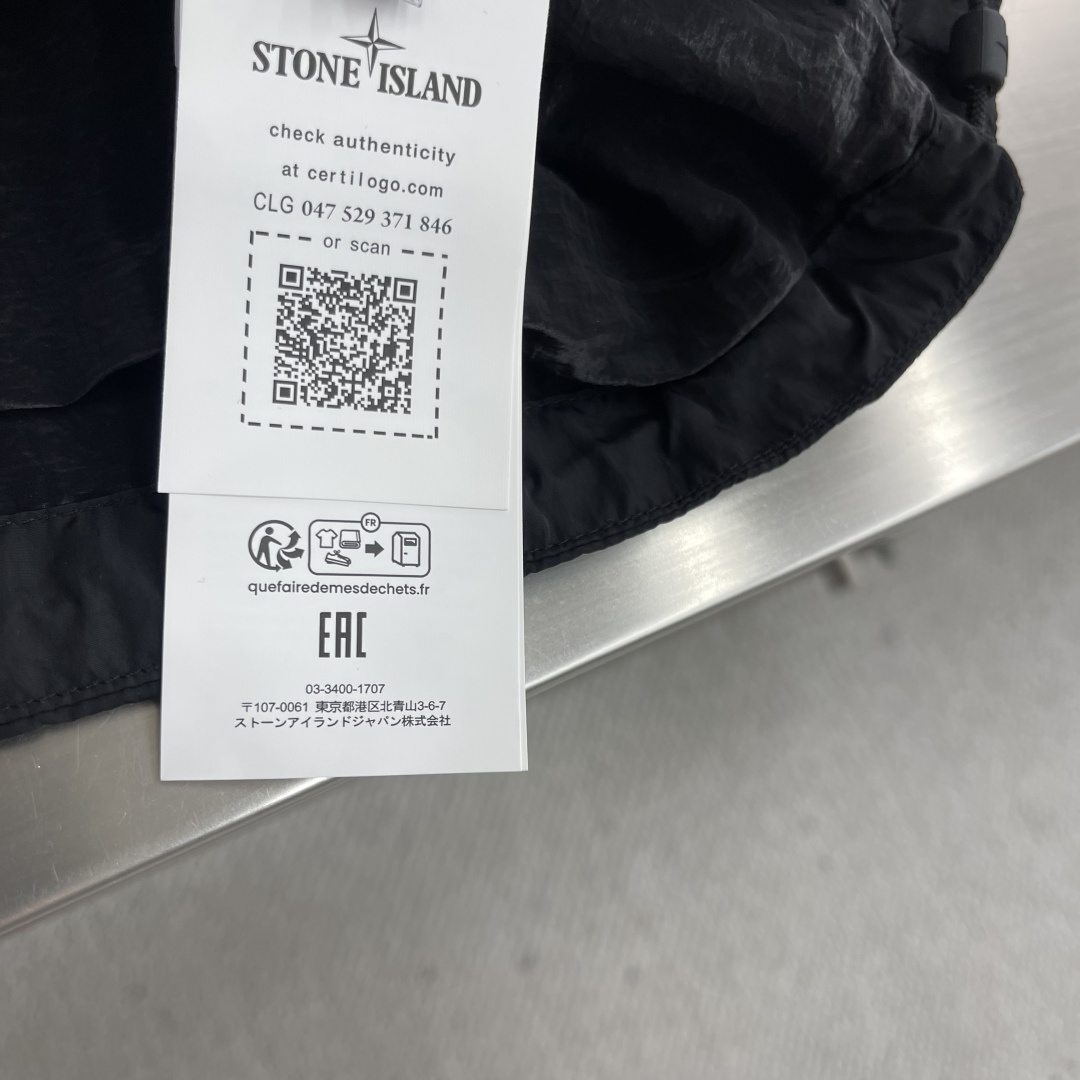 STONE ISLAND
check authenticity
at certilogo.com
CLG 047 529 371 846
or scan
FR
quefairedemesdechets.fr
EAC
03-3400-1707
〒107-0061 東京都港区北青山3-6-7
ストーンアイランドジャパン株式会社